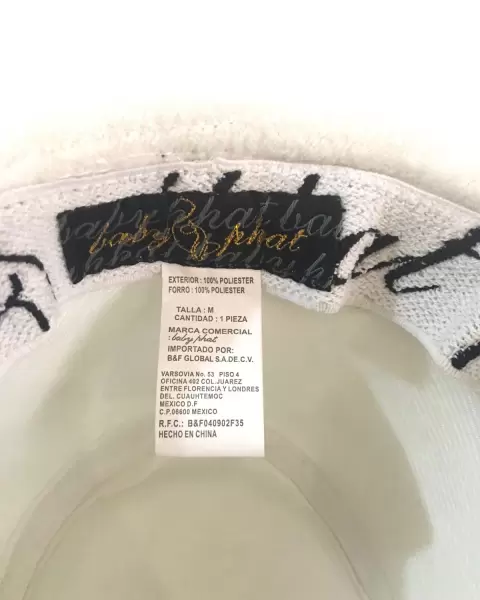 baby phat
EXTERIOR : 100% POLIESTER
FORRO : 100% POLIESTER
TALLA : M
CANTIDAD : 1 PIEZA
MARCA COMERCIAL
: baby phat
IMPORTADO POR:
B&F GLOBAL S.A.DE.C.V.
VARSOVIA No. 53 PISO 4
OFICINA 402 COL.JUAREZ
ENTRE FLORENCIA Y LONDRES
DEL. CUAUHTEMOC
MEXICO D.F
C.P.06600 MEXICO
R.F.C.: B&F040902F35
HECHO EN CHINA